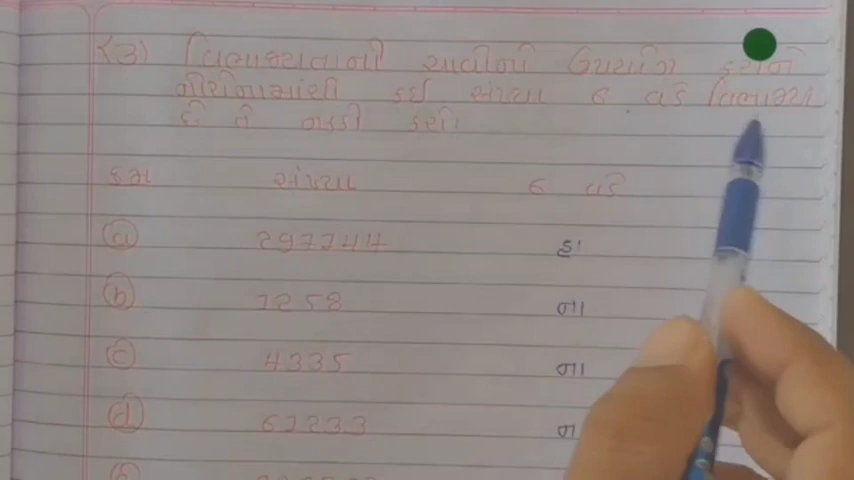 (૩) વિભાજ્યતાની ચાવીનો ઉપયોગ કરીને
નીચેનામાંથી કઈ સંખ્યા ૬ વડે વિભાજ્ય
છે તે નક્કી કરો.
ક્રમ સંખ્યા ૬ વડે
(a) 297144 હા
(b) 1258 ના
(c) 4335 ના
(d) 61233